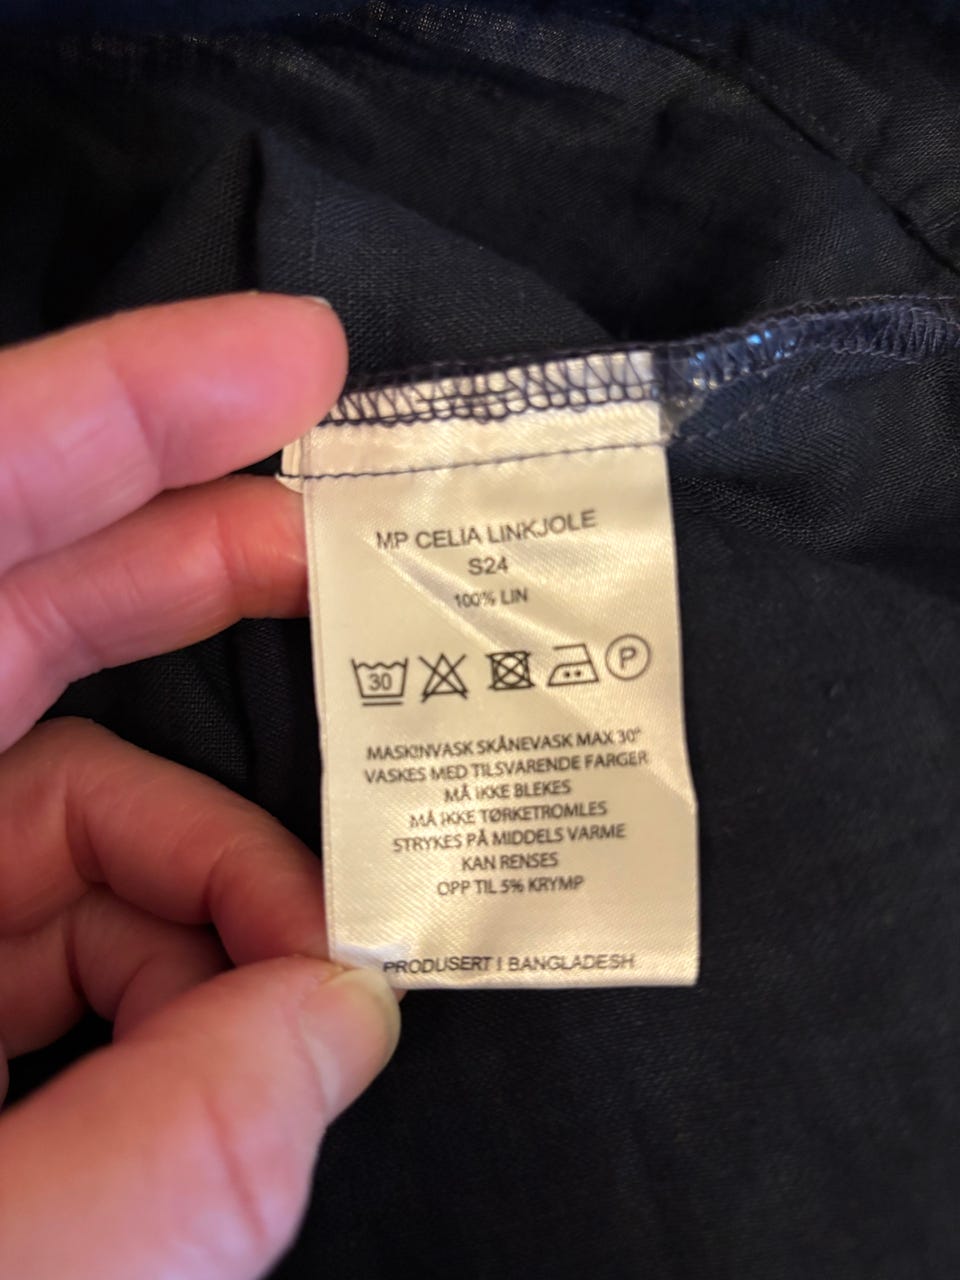 MP CELIA LINKJOLE
S24
100% LIN
30 P
MASKINVASK SKÅNEVASK MAX 30°
VASKES MED TILSVARENDE FARGER
MÅ IKKE BLEKES
MÅ IKKE TØRKETROMLES
STRYKES PÅ MIDDELS VARME
KAN RENSES
OPP TIL 5% KRYMP
PRODUSERT I BANGLADESH